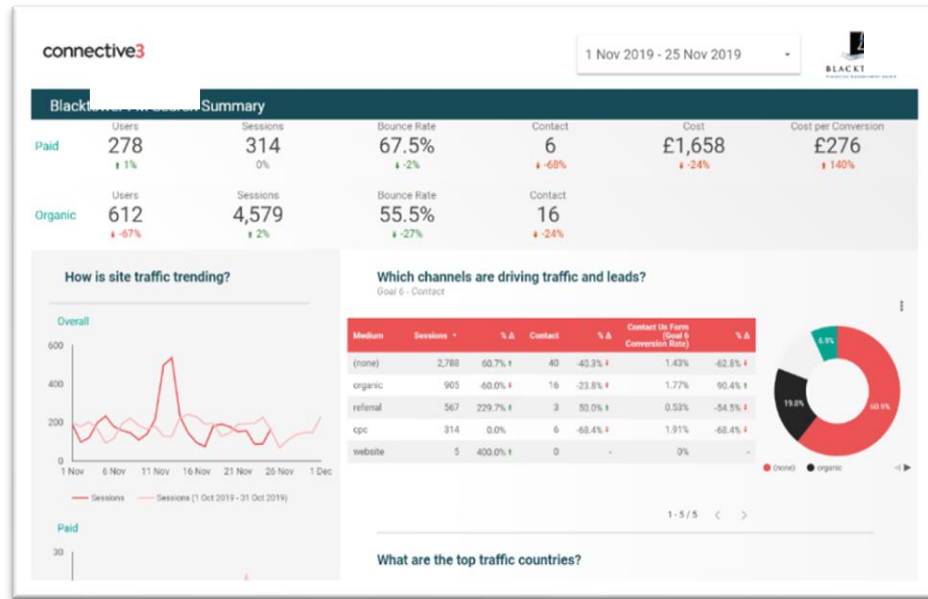 connective3
1 Nov 2019 - 25 Nov 2019
BLACKT
Summary
Users Sessions Bounce Rate Contact Cost Cost per Conversion
Paid 278 314 67.5% 6 £1,658 £276
1% 0% -2% -68% -24% 140%
Users Sessions Bounce Rate Contact
Organic 612 4,579 55.5% 16
-67% 2% -27% -24%
How is site traffic trending?
Overall
600
400
200
0
1 Nov 6 Nov 11 Nov 16 Nov 21 Nov 26 Nov 1 Dec
Sessions Sessions (1 Oct 2019 - 31 Oct 2019)
Paid
30
Which channels are driving traffic and leads?
Goal 6 - Contact
Medium Sessions % Δ Contact % Δ Contact Us Form (Goal 6 Conversion Rate) % Δ
(none) 2,788 60.7% 40 -40.3% 1.43% -62.8%
organic 905 -60.0% 16 -23.8% 1.77% 90.4%
referral 567 229.7% 3 50.0% 0.53% -54.5%
cpc 314 0.0% 6 -68.4% 1.91% -68.4%
website 5 400.0% 0 - 0% -
1 - 5 / 5
6.9%
19.8%
60.9%
(none) organic
What are the top traffic countries?